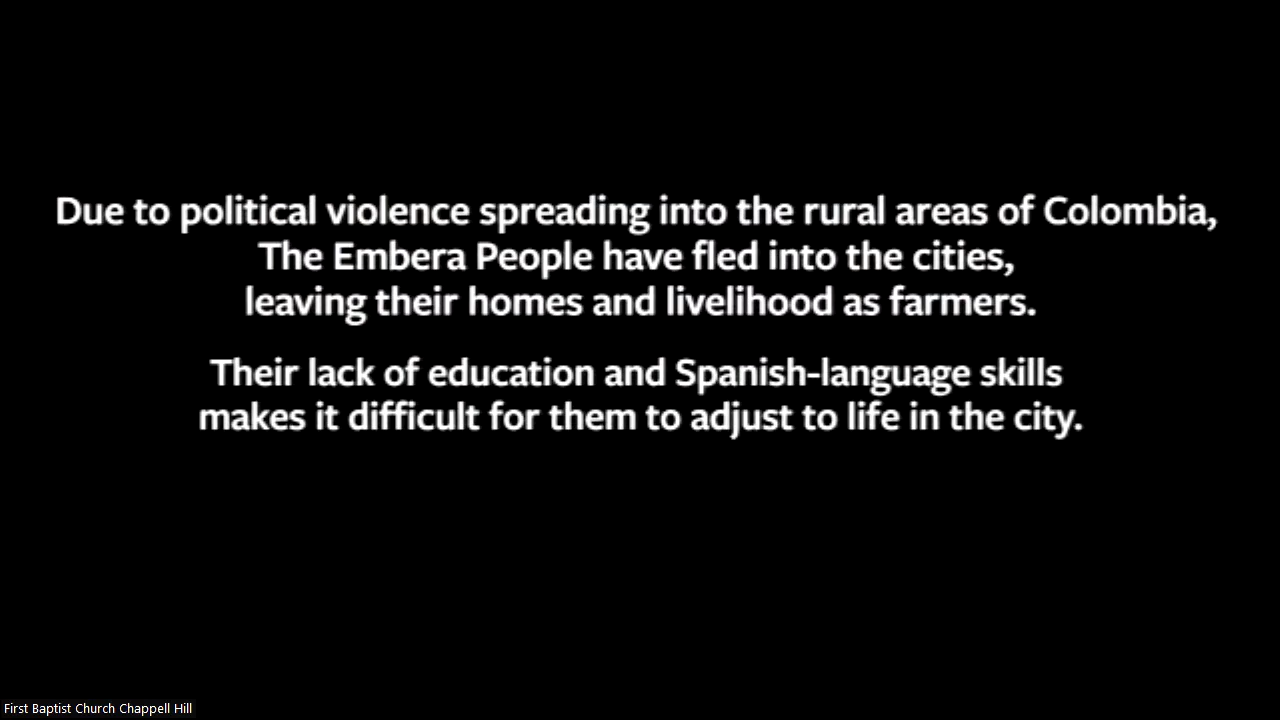 Due to political violence spreading into the rural areas of Colombia,
The Embera People have fled into the cities,
leaving their homes and livelihood as farmers.
Their lack of education and Spanish-language skills
makes it difficult for them to adjust to life in the city.
First Baptist Church Chappell Hill